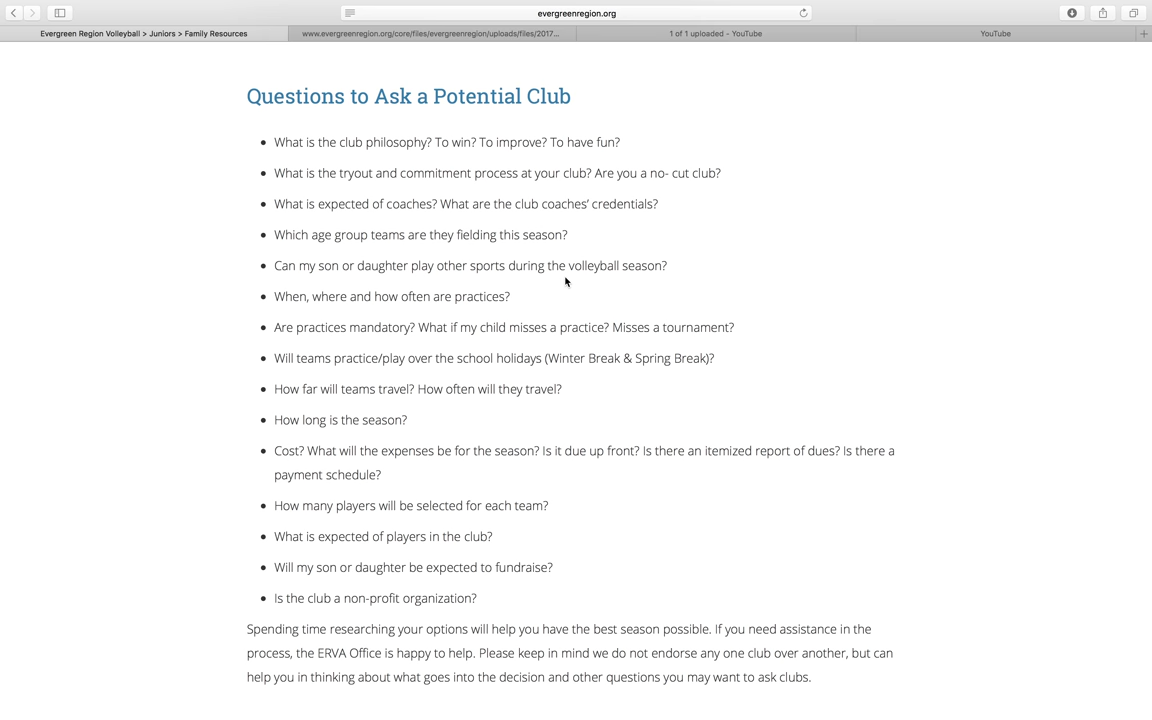 evergreenregion.org
Evergreen Region Volleyball > Juniors > Family Resources
www.evergreenregion.org/core/files/evergreenregion/uploads/files/2017...
1 of 1 uploaded - YouTube
YouTube
Questions to Ask a Potential Club
• What is the club philosophy? To win? To improve? To have fun?
• What is the tryout and commitment process at your club? Are you a no- cut club?
• What is expected of coaches? What are the club coaches’ credentials?
• Which age group teams are they fielding this season?
• Can my son or daughter play other sports during the volleyball season?
• When, where and how often are practices?
• Are practices mandatory? What if my child misses a practice? Misses a tournament?
• Will teams practice/play over the school holidays (Winter Break & Spring Break)?
• How far will teams travel? How often will they travel?
• How long is the season?
• Cost? What will the expenses be for the season? Is it due up front? Is there an itemized report of dues? Is there a
payment schedule?
• How many players will be selected for each team?
• What is expected of players in the club?
• Will my son or daughter be expected to fundraise?
• Is the club a non-profit organization?
Spending time researching your options will help you have the best season possible. If you need assistance in the
process, the ERVA Office is happy to help. Please keep in mind we do not endorse any one club over another, but can
help you in thinking about what goes into the decision and other questions you may want to ask clubs.